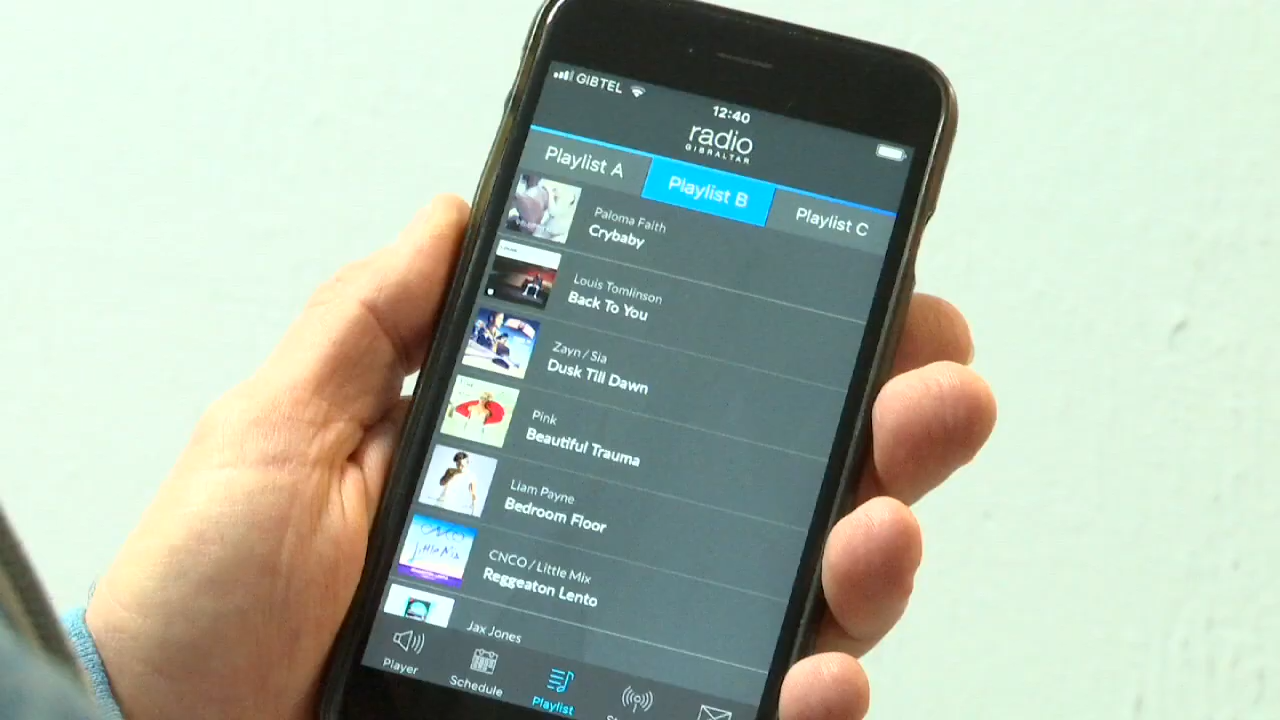 GIBTEL
12:40
radio
GIBRALTAR
Playlist A
Playlist B
Playlist C
Paloma Faith
Crybaby
Louis Tomlinson
Back To You
Zayn / Sia
Dusk Till Dawn
Pink
Beautiful Trauma
Liam Payne
Bedroom Floor
CNCO / Little Mix
Reggeaton Lento
Jax Jones
Player
Schedule
Playlist